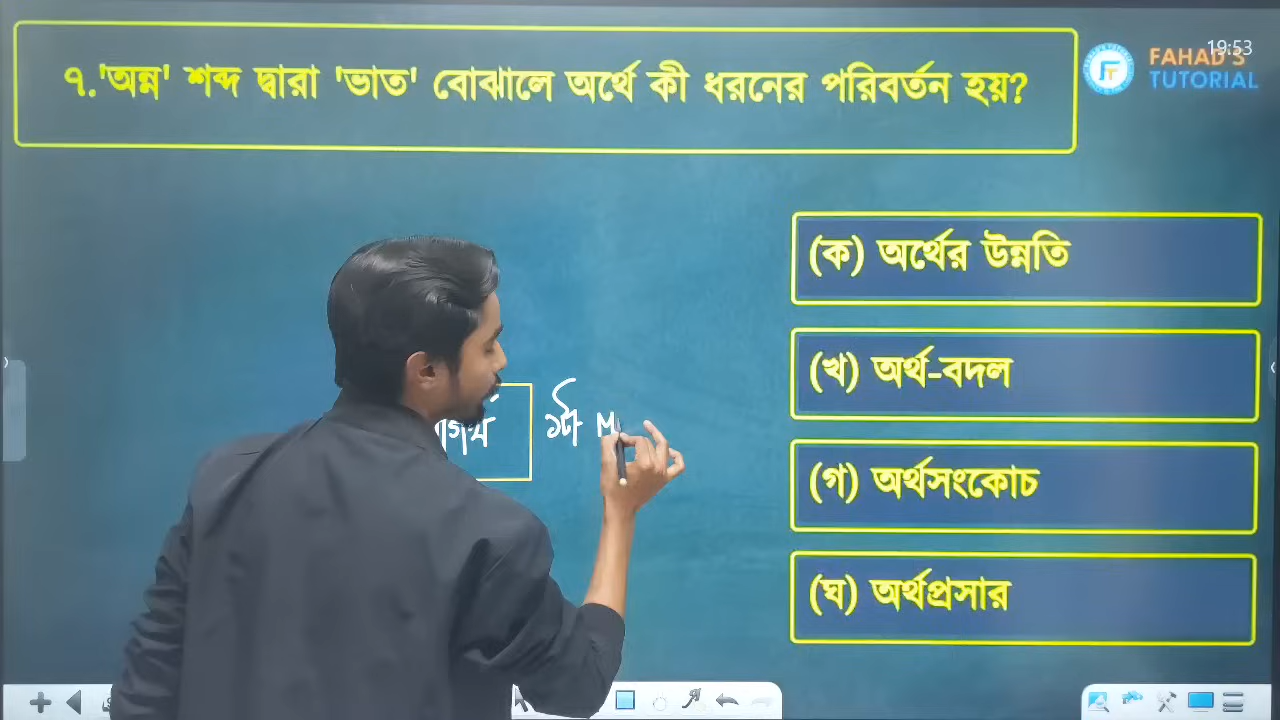 19:53
৭. 'অন্ন' শব্দ দ্বারা 'ভাত' বোঝালে অর্থে কী ধরনের পরিবর্তন হয়?
FAHAD'S
TUTORIAL
(ক) অর্থের উন্নতি
(খ) অর্থ-বদল
(গ) অর্থসংকোচ
(ঘ) অর্থপ্রসার
১টা M